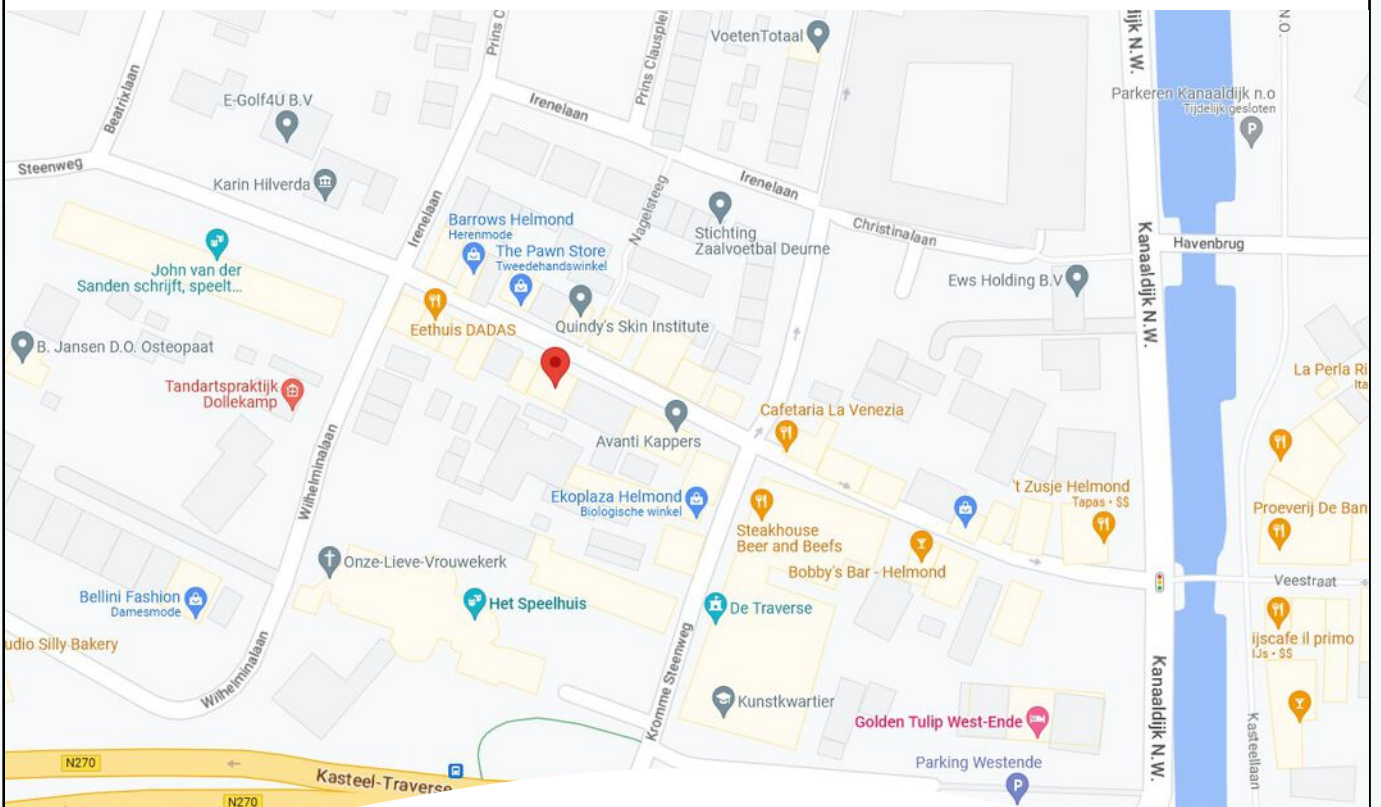 Prins C
Prins Clausplei
VoetenTotaal
dijk N.W.
N.O.
Beatrixlaan
E-Golf4U B.V
Irenelaan
Parkeren Kanaaldijk n.o
Tijdelijk gesloten
P
Steenweg
Karin Hilverda
Irenelaan
Nagelsteeg
Irenelaan
Stichting
Zaalvoetbal Deurne
Christinalaan
Kanaaldijk N.W.
Havenbrug
Barrows Helmond
Herenmode
The Pawn Store
Tweedehandswinkel
John van der
Sanden schrijft, speelt...
Ews Holding B.V
Eethuis DADAS
Quindy's Skin Institute
B. Jansen D.O. Osteopaat
La Perla Ri
Ita
Tandartspraktijk
Dollekamp
Avanti Kappers
Cafetaria La Venezia
Wilhelminalaan
Ekoplaza Helmond
Biologische winkel
't Zusje Helmond
Tapas • $$
Proeverij De Ban
Steakhouse
Beer and Beefs
Bobby's Bar - Helmond
Onze-Lieve-Vrouwekerk
Veestraat
Bellini Fashion
Damesmode
Het Speelhuis
De Traverse
udio Silly Bakery
ijscafe il primo
IJs • $$
Wilhelminalaan
Kromme Steenweg
Kanaaldijk N.W.
Kasteellaan
Kunstkwartier
Golden Tulip West-Ende
N270
Kasteel-Traverse
Parking Westende
P
N270